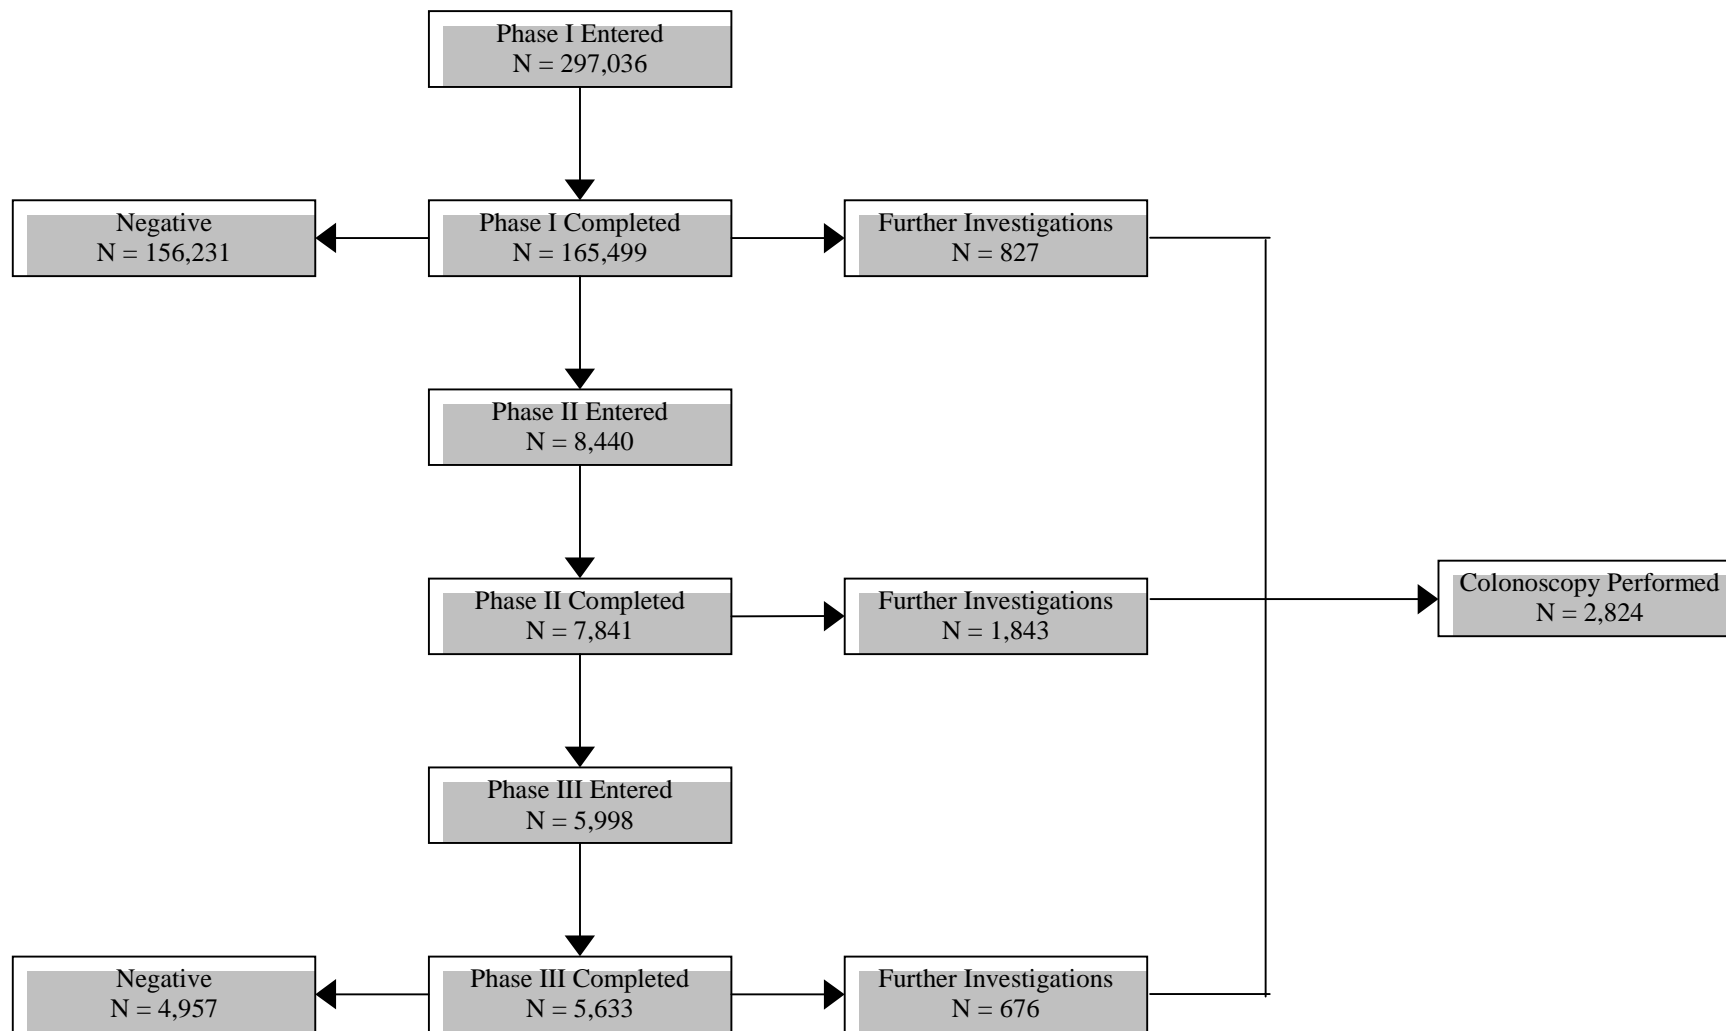 Phase I Entered
N = 297,036
Negative
N = 156,231
Phase I Completed
N = 165,499
Further Investigations
N = 827
Phase II Entered
N = 8,440
Phase II Completed
N = 7,841
Further Investigations
N = 1,843
Colonoscopy Performed
N = 2,824
Phase III Entered
N = 5,998
Negative
N = 4,957
Phase III Completed
N = 5,633
Further Investigations
N = 676